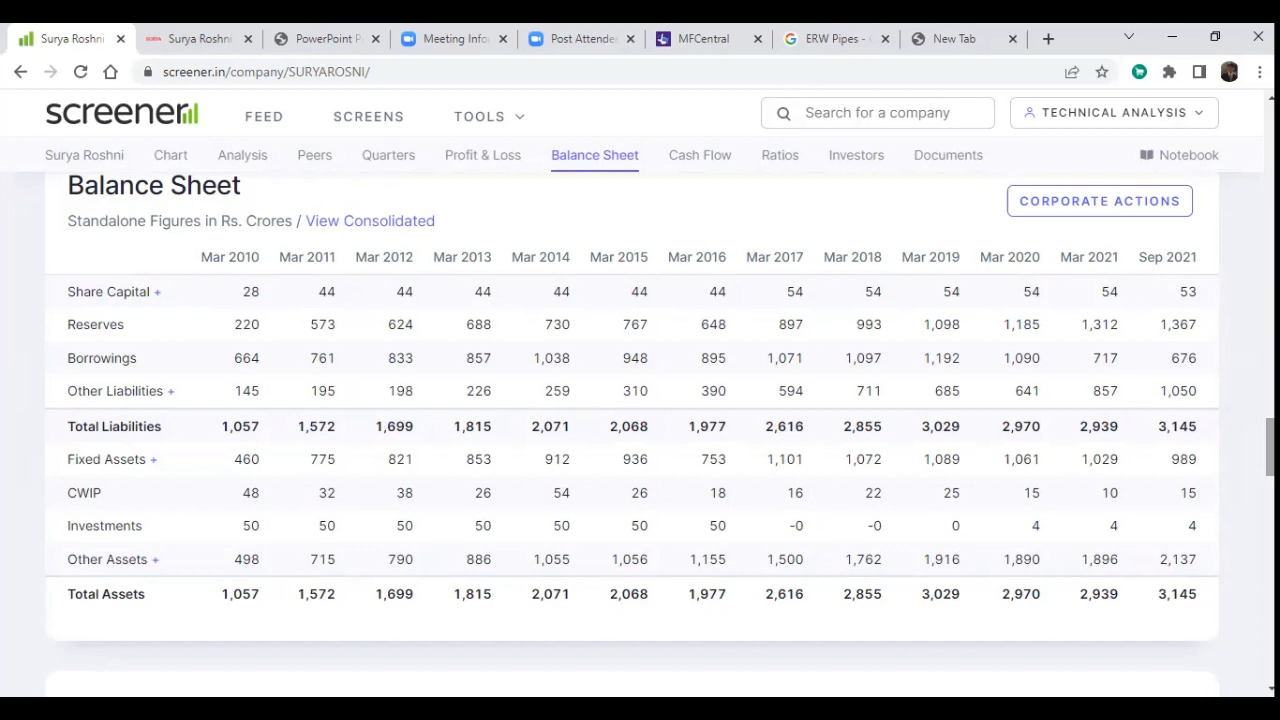 Surya Roshni Surya Roshni PowerPoint P Meeting Info Post Attende MFCentral ERW Pipes - New Tab
screener.in/company/SURYAROSNI/
screener FEED SCREENS TOOLS Search for a company TECHNICAL ANALYSIS
Surya Roshni Chart Analysis Peers Quarters Profit & Loss Balance Sheet Cash Flow Ratios Investors Documents Notebook
Balance Sheet
CORPORATE ACTIONS
Standalone Figures in Rs. Crores / View Consolidated
Mar 2010 Mar 2011 Mar 2012 Mar 2013 Mar 2014 Mar 2015 Mar 2016 Mar 2017 Mar 2018 Mar 2019 Mar 2020 Mar 2021 Sep 2021
Share Capital + 28 44 44 44 44 44 44 54 54 54 54 54 53
Reserves 220 573 624 688 730 767 648 897 993 1,098 1,185 1,312 1,367
Borrowings 664 761 833 857 1,038 948 895 1,071 1,097 1,192 1,090 717 676
Other Liabilities + 145 195 198 226 259 310 390 594 711 685 641 857 1,050
Total Liabilities 1,057 1,572 1,699 1,815 2,071 2,068 1,977 2,616 2,855 3,029 2,970 2,939 3,145
Fixed Assets + 460 775 821 853 912 936 753 1,101 1,072 1,089 1,061 1,029 989
CWIP 48 32 38 26 54 26 18 16 22 25 15 10 15
Investments 50 50 50 50 50 50 50 -0 -0 0 4 4 4
Other Assets + 498 715 790 886 1,055 1,056 1,155 1,500 1,762 1,916 1,890 1,896 2,137
Total Assets 1,057 1,572 1,699 1,815 2,071 2,068 1,977 2,616 2,855 3,029 2,970 2,939 3,145